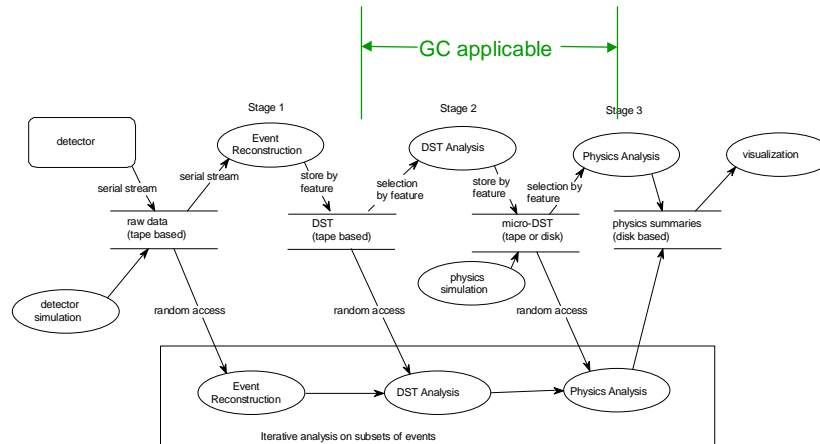 GC applicable
Stage 1
Stage 2
Stage 3
detector
Event
Reconstruction
DST Analysis
Physics Analysis
visualization
serial stream
serial stream
store by
feature
selection
by feature
store by
feature
selection by
feature
raw data
(tape based)
DST
(tape based)
micro-DST
(tape or disk)
physics summaries
(disk based)
detector
simulation
physics
simulation
random access
random access
random access
Event
Reconstruction
DST Analysis
Physics Analysis
Iterative analysis on subsets of events